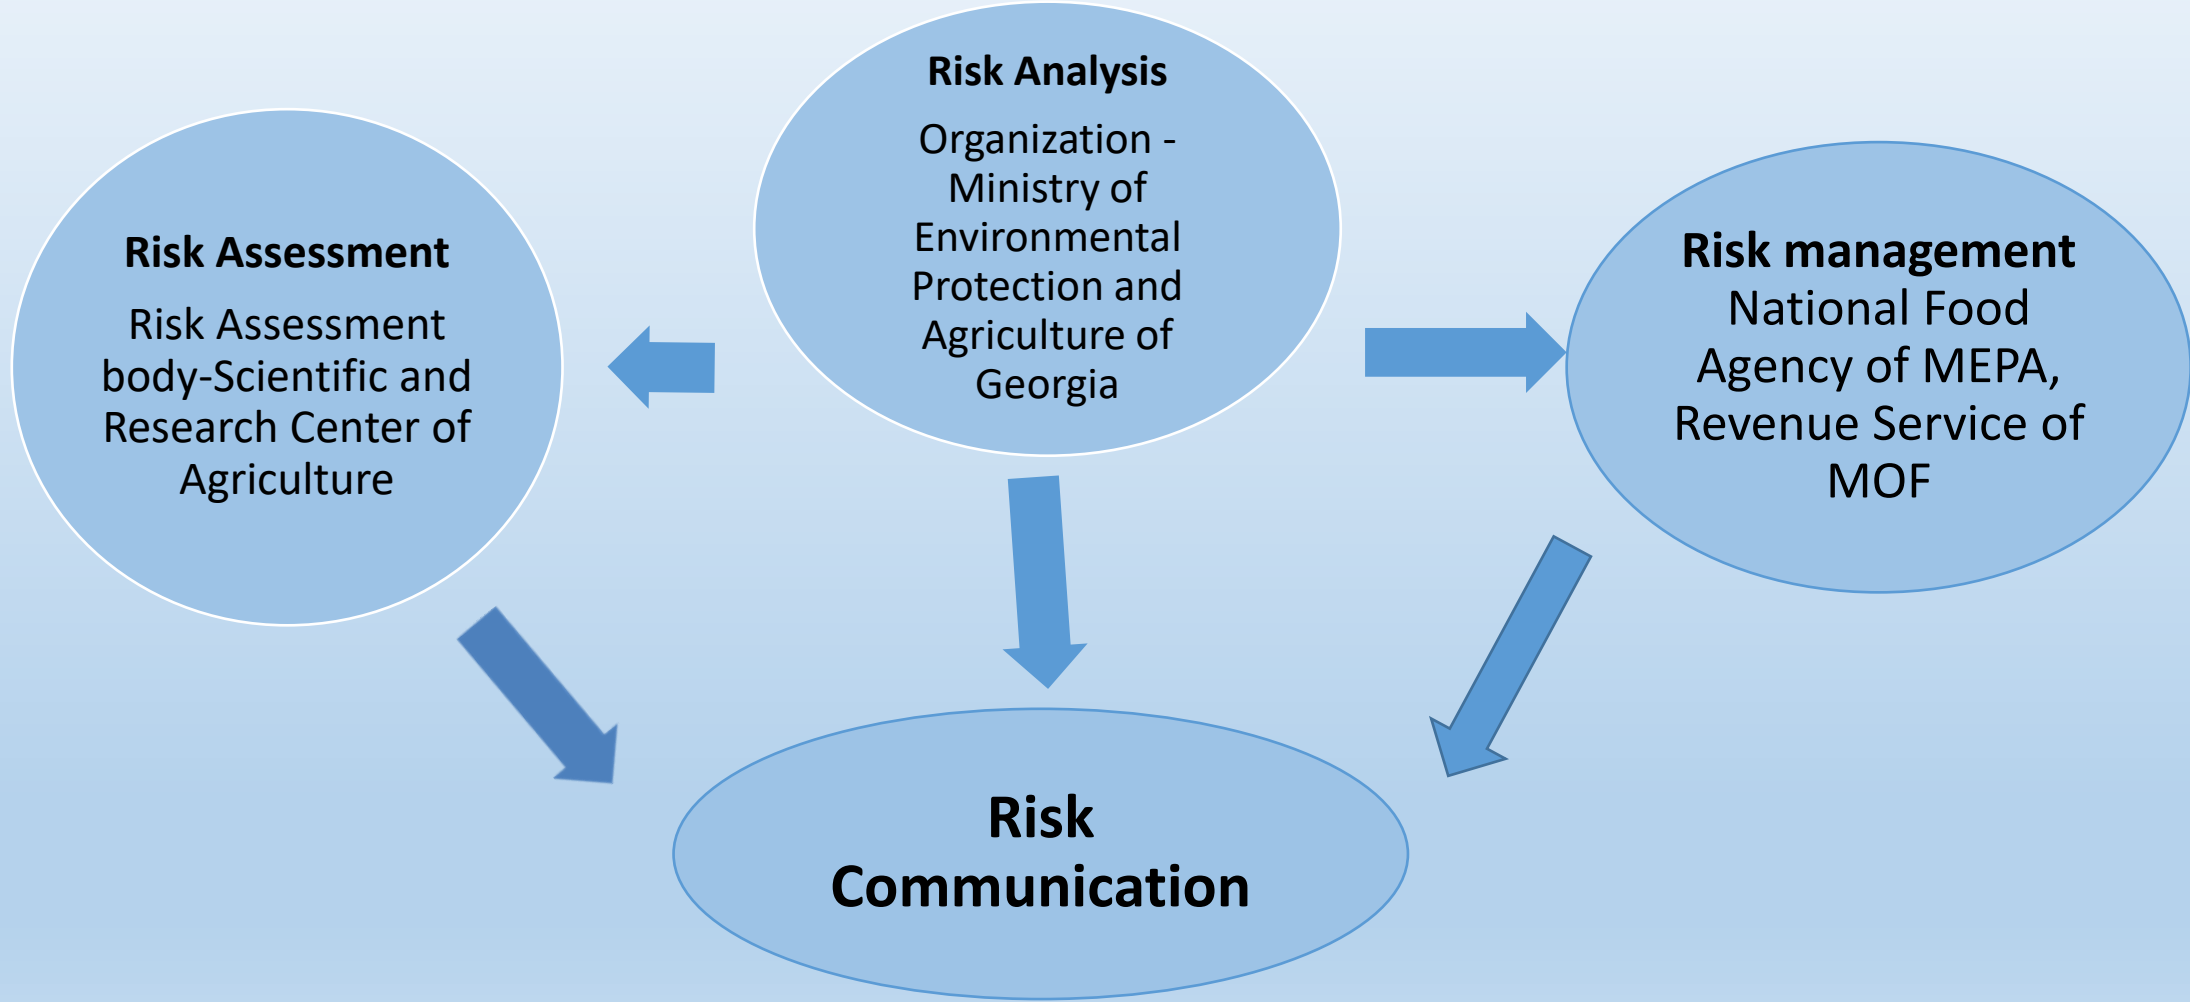 Risk Analysis
Organization -
Ministry of
Environmental
Protection and
Agriculture of
Georgia
Risk Assessment
Risk Assessment
body-Scientific and
Research Center of
Agriculture
Risk management
National Food
Agency of MEPA,
Revenue Service of
MOF
Risk
Communication